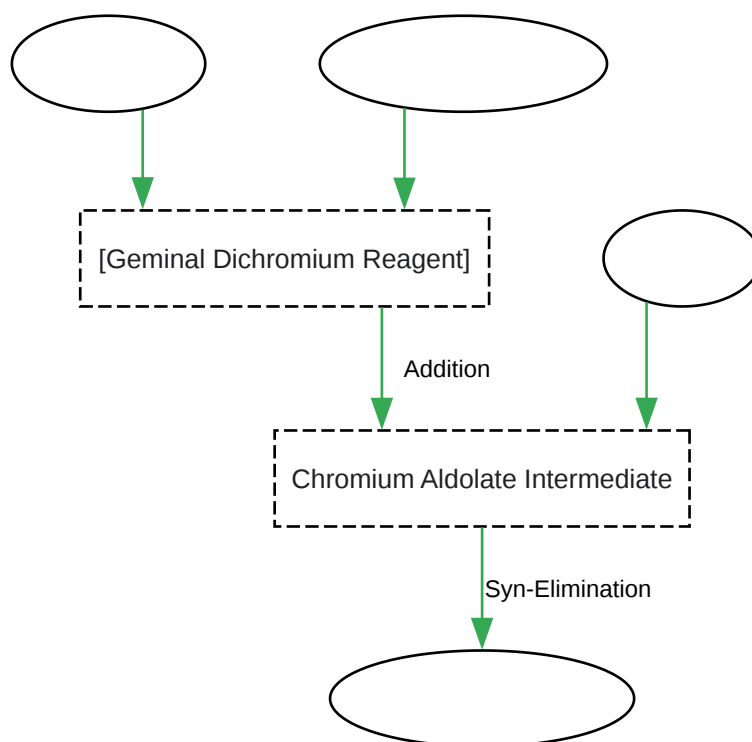 [Geminal Dichromium Reagent]
Addition
Chromium Aldolate Intermediate
Syn-Elimination